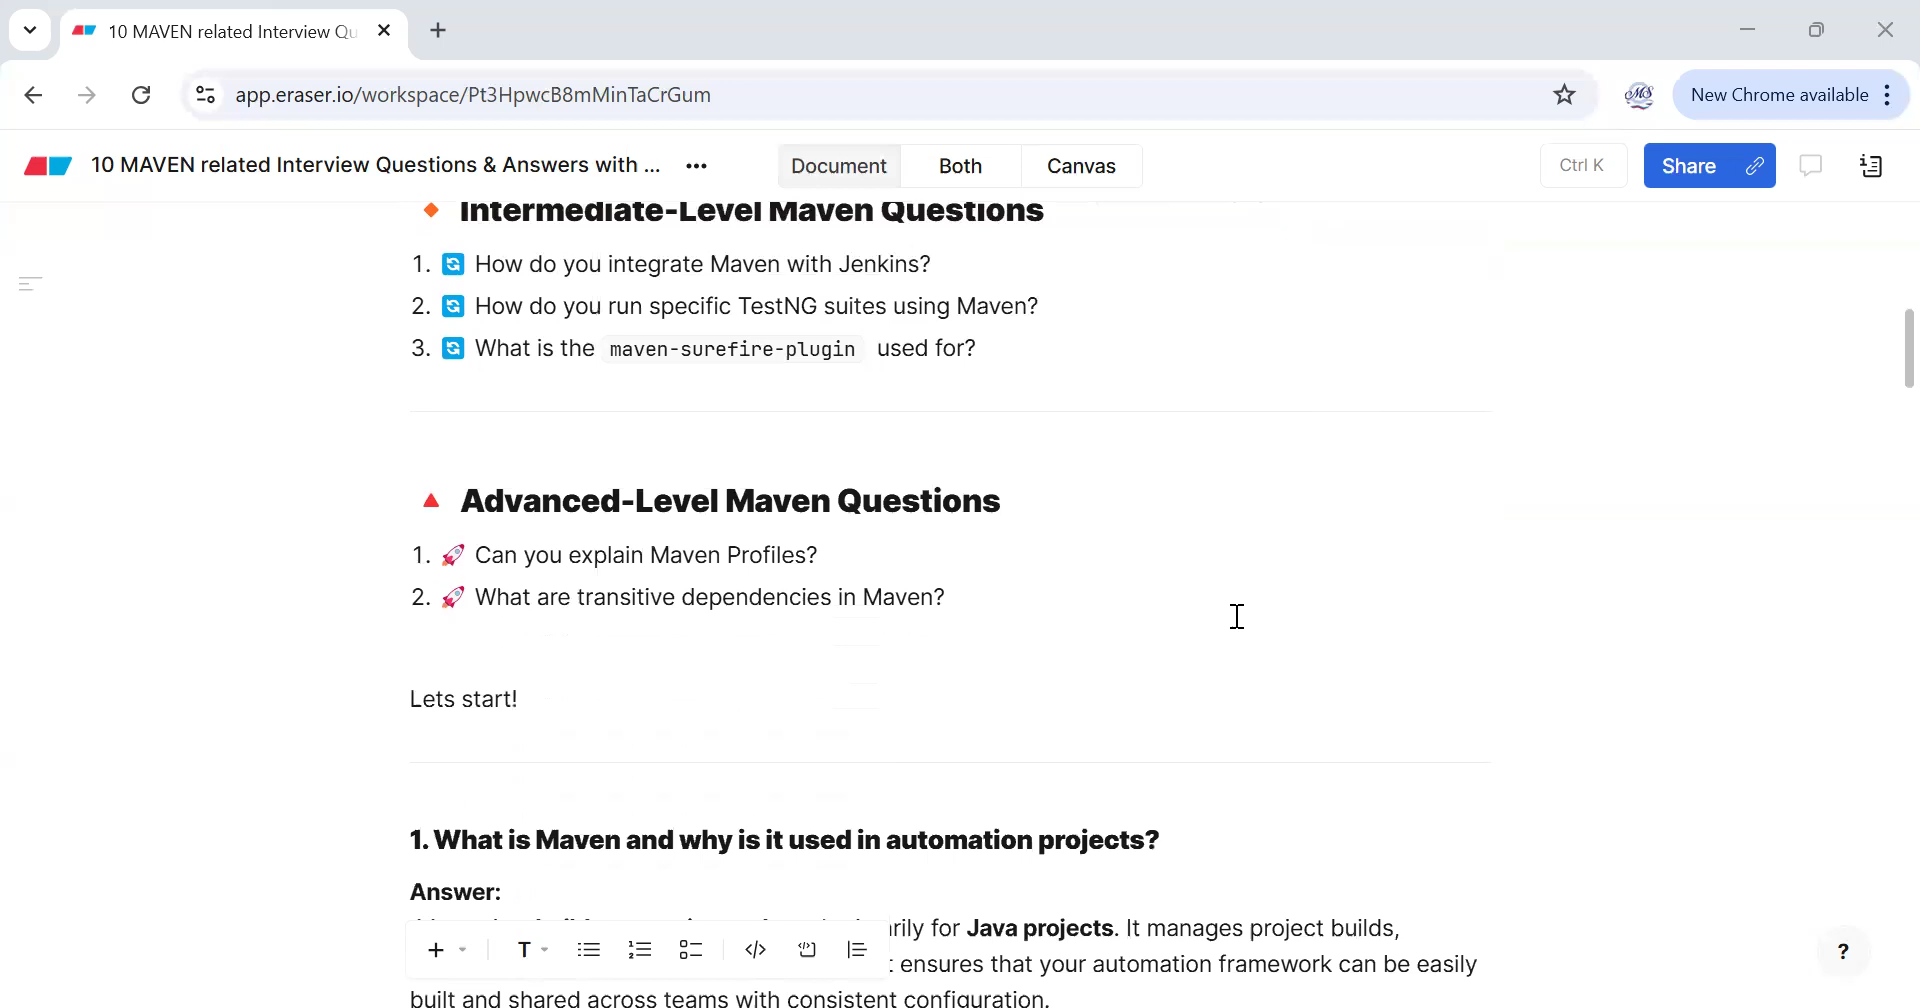 10 MAVEN related Interview Qu
app.eraser.io/workspace/Pt3HpwcB8mMinTaCrGum
MS
New Chrome available
10 MAVEN related Interview Questions & Answers with ...
Document
Both
Canvas
Ctrl K
Share
Intermediate-Level Maven Questions
1. How do you integrate Maven with Jenkins?
2. How do you run specific TestNG suites using Maven?
3. What is the maven-surefire-plugin used for?
Advanced-Level Maven Questions
1. 🚀 Can you explain Maven Profiles?
2. 🚀 What are transitive dependencies in Maven?
Lets start!
1. What is Maven and why is it used in automation projects?
Answer:
for Java projects. It manages project builds,
ensures that your automation framework can be easily
built and shared across teams with consistent configuration.
T
?